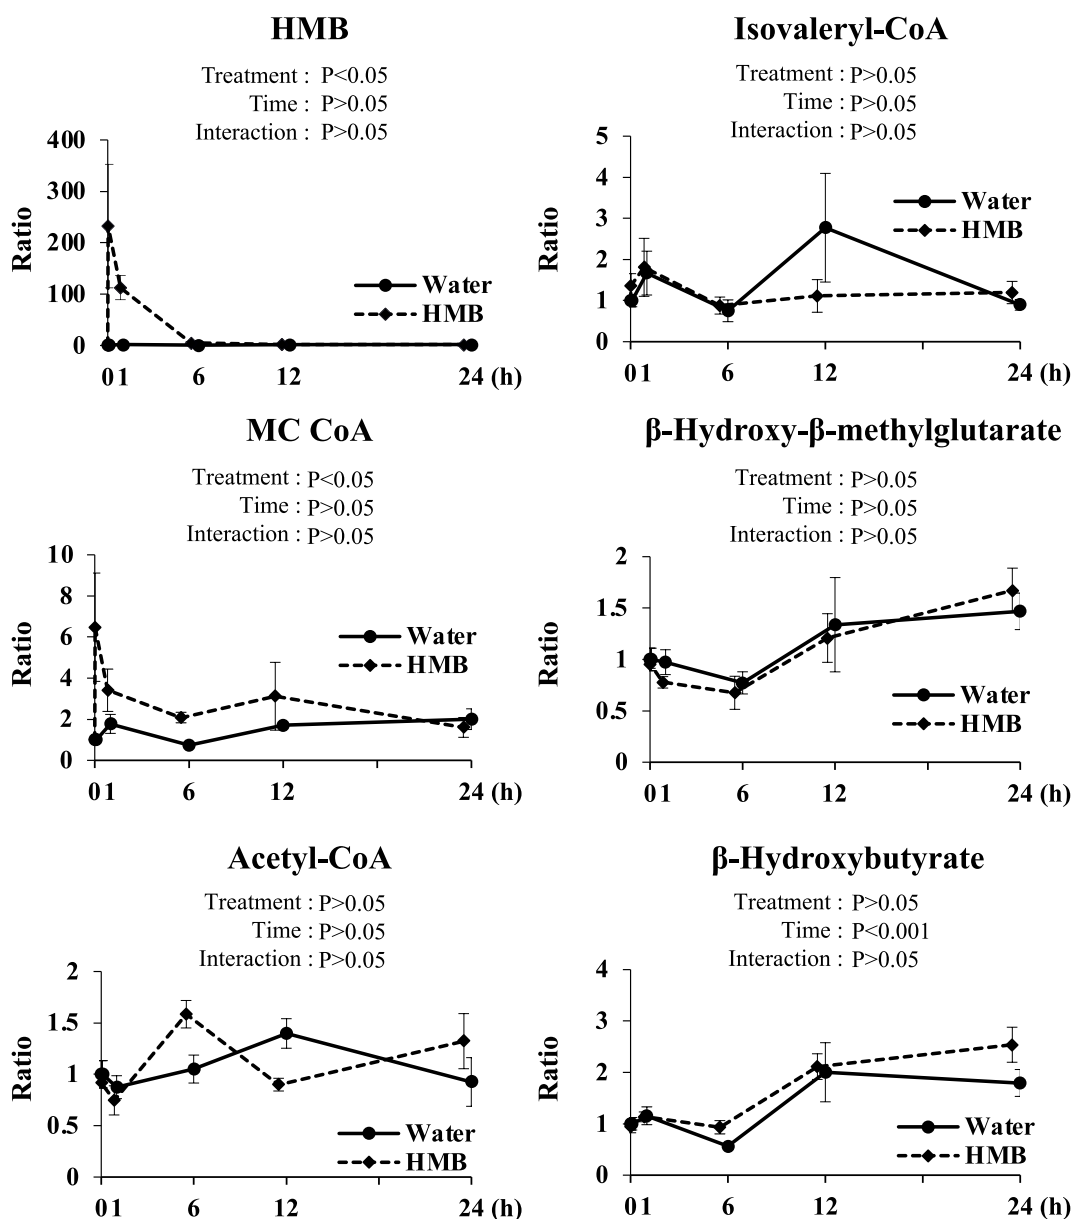 HMB
Treatment : P<0.05
Time : P>0.05
Interaction : P>0.05
400
300
200
100
0
Ratio
Water
HMB
0 1 6 12 24 (h)
Isovaleryl-CoA
Treatment : P>0.05
Time : P>0.05
Interaction : P>0.05
5
4
3
2
1
0
Ratio
Water
HMB
0 1 6 12 24 (h)
MC CoA
Treatment : P<0.05
Time : P>0.05
Interaction : P>0.05
10
8
6
4
2
0
Ratio
Water
HMB
0 1 6 12 24 (h)
β-Hydroxy-β-methylglutarate
Treatment : P>0.05
Time : P>0.05
Interaction : P>0.05
2
1.5
1
0.5
0
Ratio
Water
HMB
0 1 6 12 24 (h)
Acetyl-CoA
Treatment : P>0.05
Time : P>0.05
Interaction : P>0.05
2
1.5
1
0.5
0
Ratio
Water
HMB
0 1 6 12 24 (h)
β-Hydroxybutyrate
Treatment : P>0.05
Time : P<0.001
Interaction : P>0.05
4
3
2
1
0
Ratio
Water
HMB
0 1 6 12 24 (h)